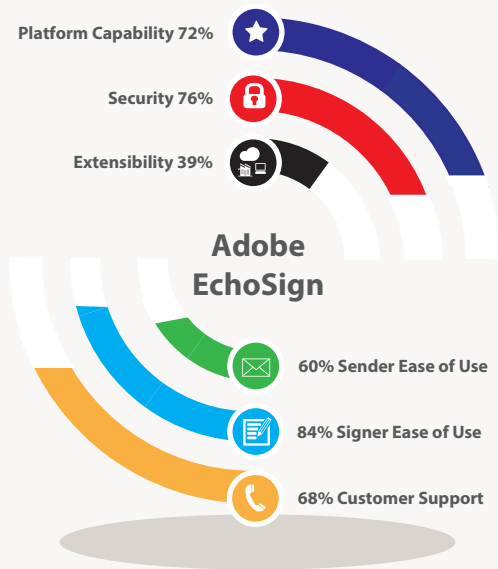 Platform Capability 72%
Security 76%
Extensibility 39%
Adobe
EchoSign
60% Sender Ease of Use
84% Signer Ease of Use
68% Customer Support